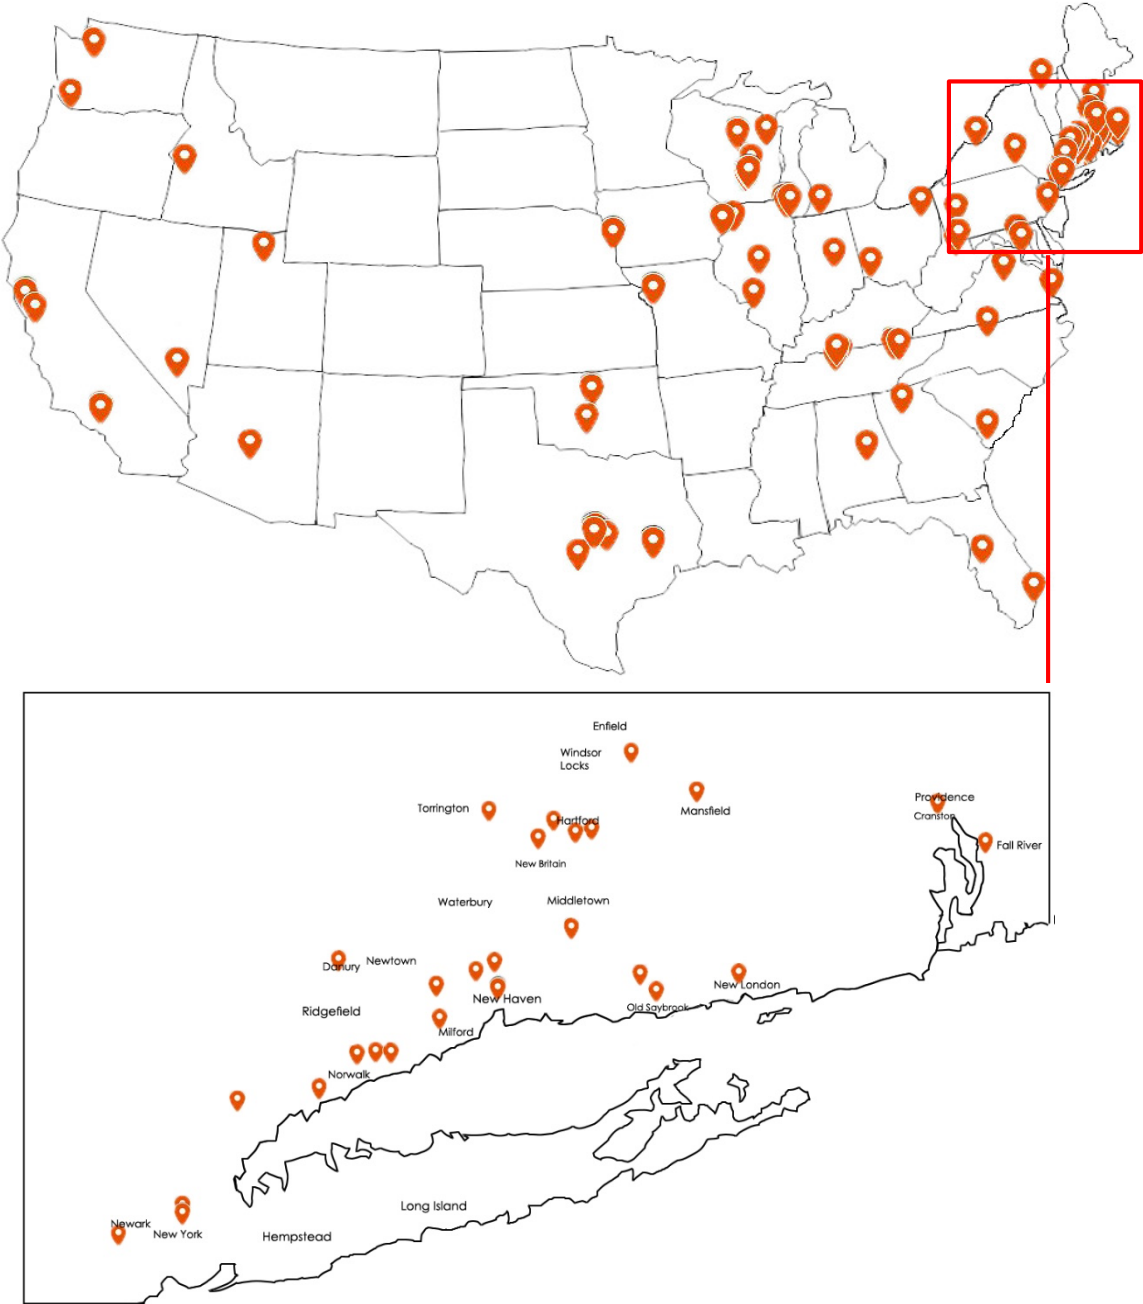 Enfield
Windsor
Locks
Torrington
Mansfield
Providence
Hartford
Cranston
Fall River
New Britain
Waterbury
Middletown
Newtown
Danury
New London
New Haven
Old Saybrook
Ridgefield
Milford
Norwalk
Long Island
Newark
New York
Hempstead